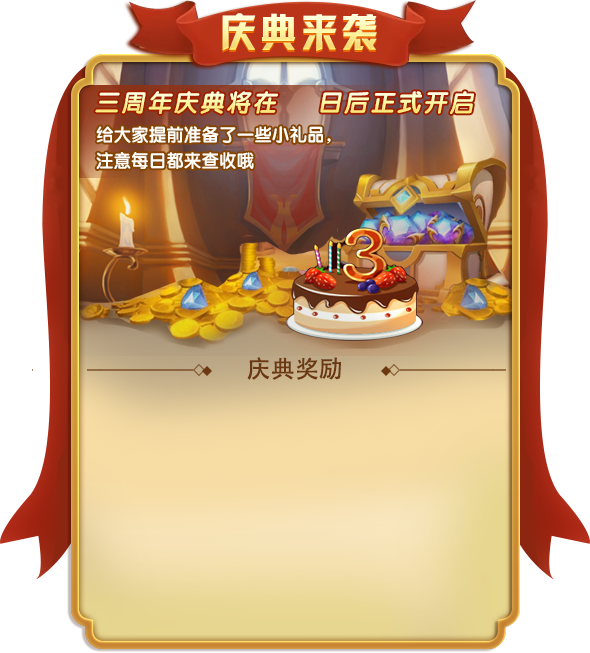 庆典来袭
三周年庆典将在 日后正式开启
给大家提前准备了一些小礼品，
注意每日都来查收哦
3
庆典奖励